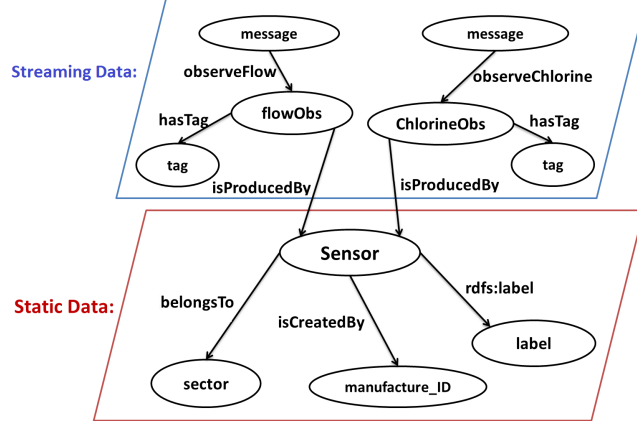 message
message
observeFlow
observeChlorine
Streaming Data:
hasTag
flowObs
ChlorineObs
hasTag
tag
tag
isProducedBy
isProducedBy
Sensor
rdfs:label
belongsTo
Static Data:
isCreatedBy
label
sector
manufacture_ID